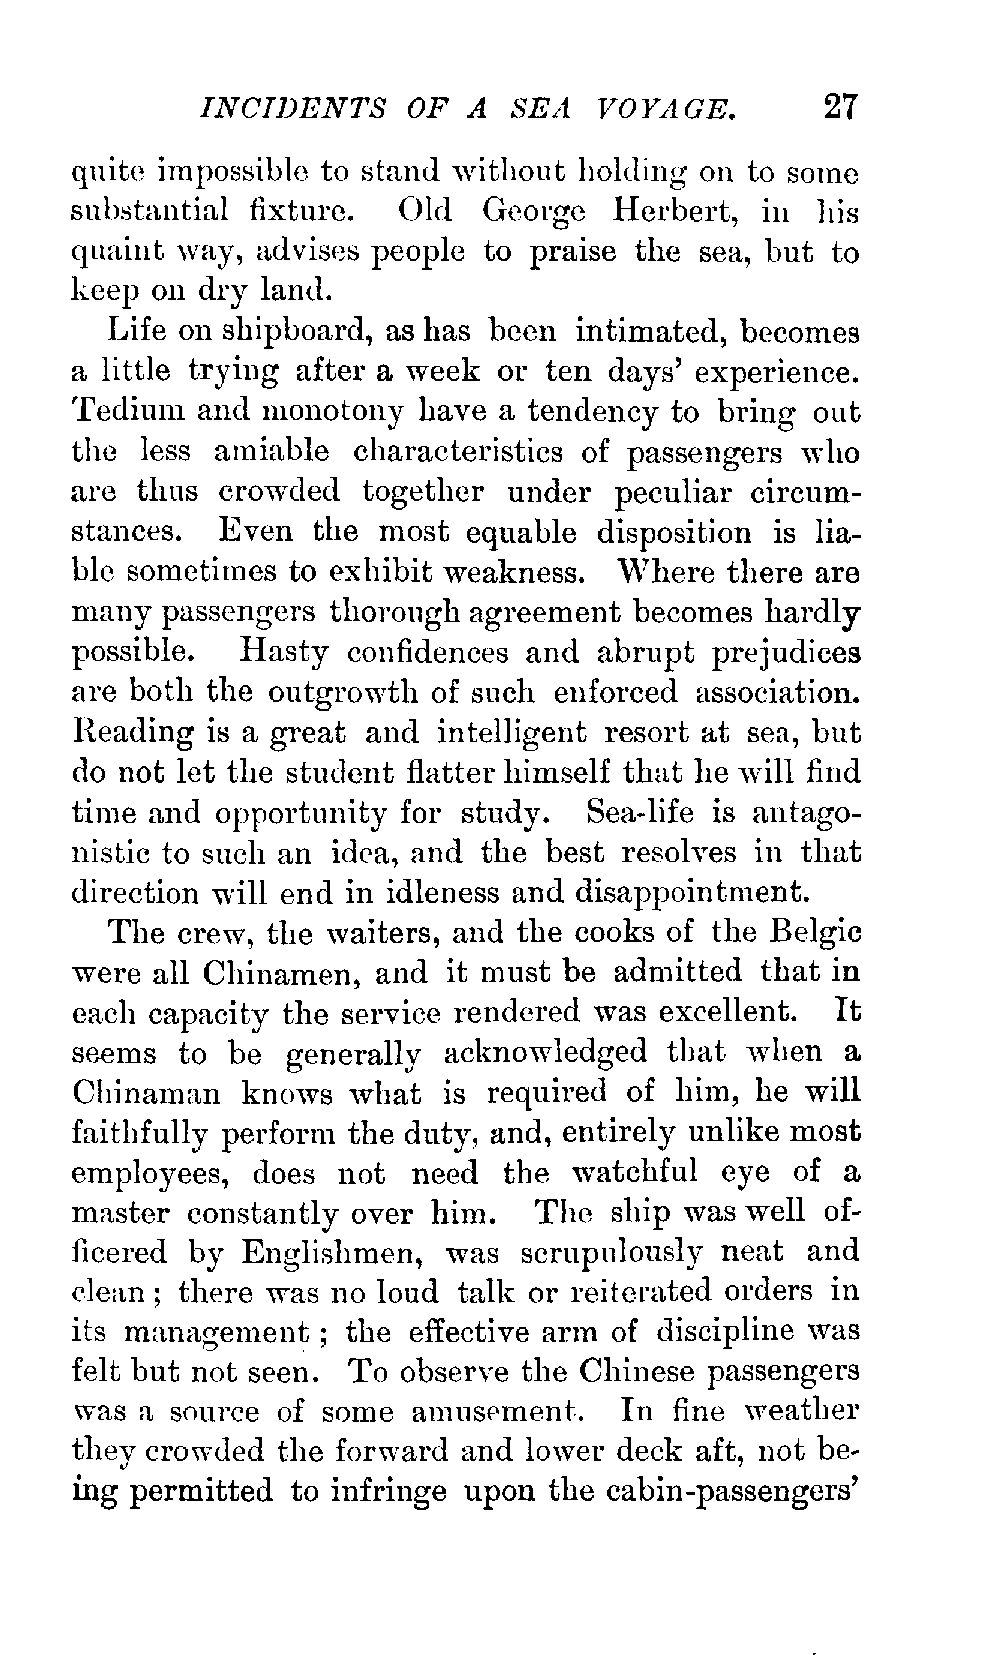 INCIDENTS OF A SEA VOYAGE. 27
quite impossible to stand without holding on to some
substantial fixture. Old George Herbert, in his
quaint way, advises people to praise the sea, but to
keep on dry land.
Life on shipboard, as has been intimated, becomes
a little trying after a week or ten days' experience.
Tedium and monotony have a tendency to bring out
the less amiable characteristics of passengers who
are thus crowded together under peculiar circum-
stances. Even the most equable disposition is lia-
ble sometimes to exhibit weakness. Where there are
many passengers thorough agreement becomes hardly
possible. Hasty confidences and abrupt prejudices
are both the outgrowth of such enforced association.
Reading is a great and intelligent resort at sea, but
do not let the student flatter himself that he will find
time and opportunity for study. Sea-life is antago-
nistic to such an idea, and the best resolves in that
direction will end in idleness and disappointment.
The crew, the waiters, and the cooks of the Belgic
were all Chinamen, and it must be admitted that in
each capacity the service rendered was excellent. It
seems to be generally acknowledged that when a
Chinaman knows what is required of him, he will
faithfully perform the duty, and, entirely unlike most
employees, does not need the watchful eye of a
master constantly over him. The ship was well of-
ficered by Englishmen, was scrupulously neat and
clean; there was no loud talk or reiterated orders in
its management; the effective arm of discipline was
felt but not seen. To observe the Chinese passengers
was a source of some amusement. In fine weather
they crowded the forward and lower deck aft, not be-
ing permitted to infringe upon the cabin-passengers'